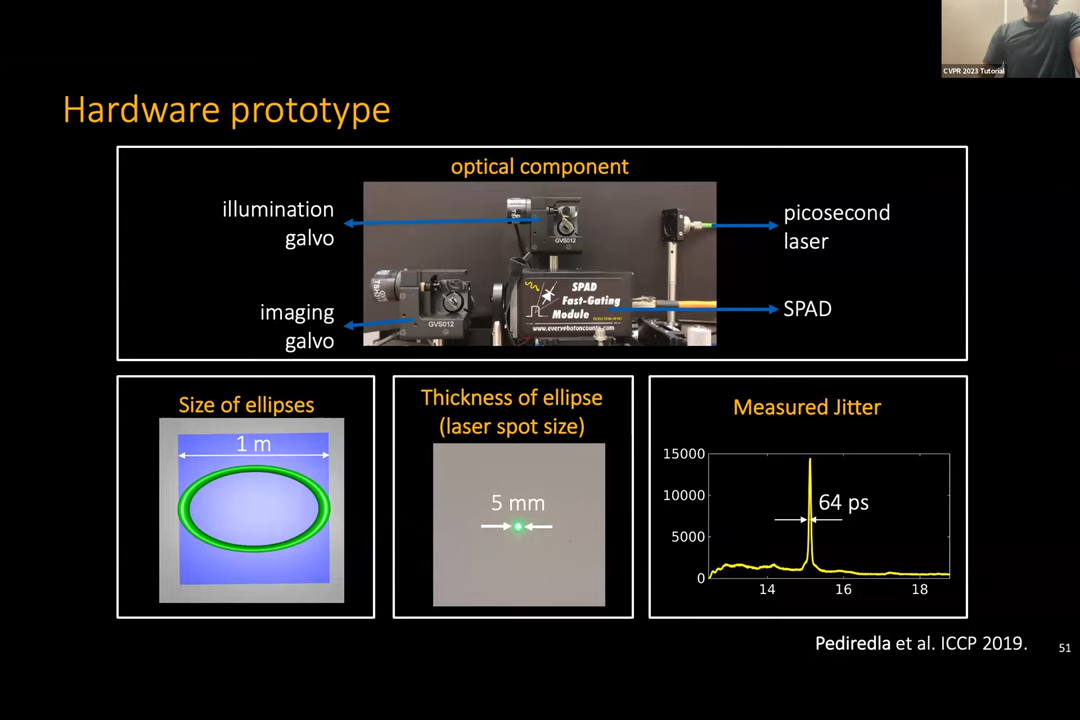 CVPR 2023 Tutorial
Hardware prototype
optical component
illumination
galvo
imaging
galvo
picosecond
laser
SPAD
GVS012
GVS012
SPAD
Fast-Gating
Module
www.everyphotoncounts.com
Size of ellipses
1 m
Thickness of ellipse
(laser spot size)
5 mm
Measured Jitter
15000
10000
5000
0
64 ps
14 16 18
Pediredla et al. ICCP 2019.
51